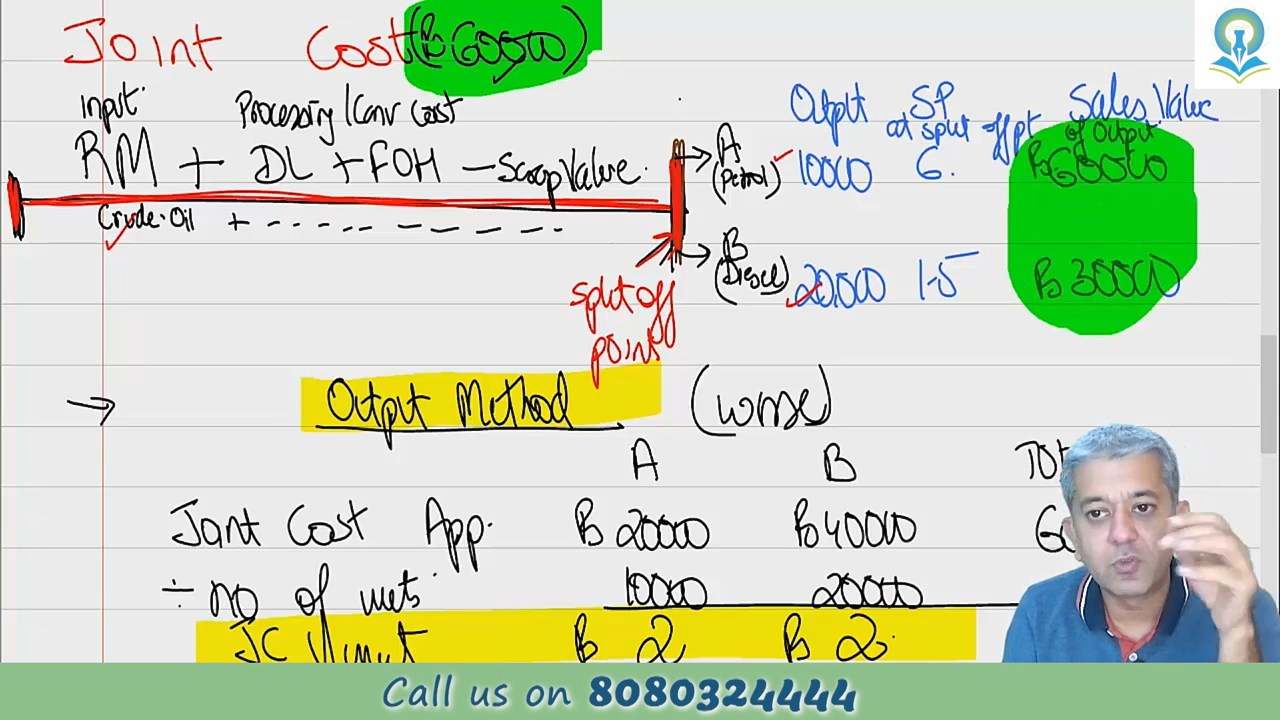 Joint Cost (₨ 60000)
Input Processing / Conv Cost
Output SP at split off pt Sales Value of Output
RM + DL + FOH - Scrap Value
A (Petrol) 10000 6. ₨ 60000
Crude Oil + - - - - - - - - - - -
B (Diesel) 20,000 1.5 ₨ 30000
split off
point
→ Output Method (worse)
A B Tot
Joint Cost App. ₨ 20000 ₨ 40000
÷ no of units 10000 20000
JC / unit ₨ 2 ₨ 2.
Call us on 8080324444